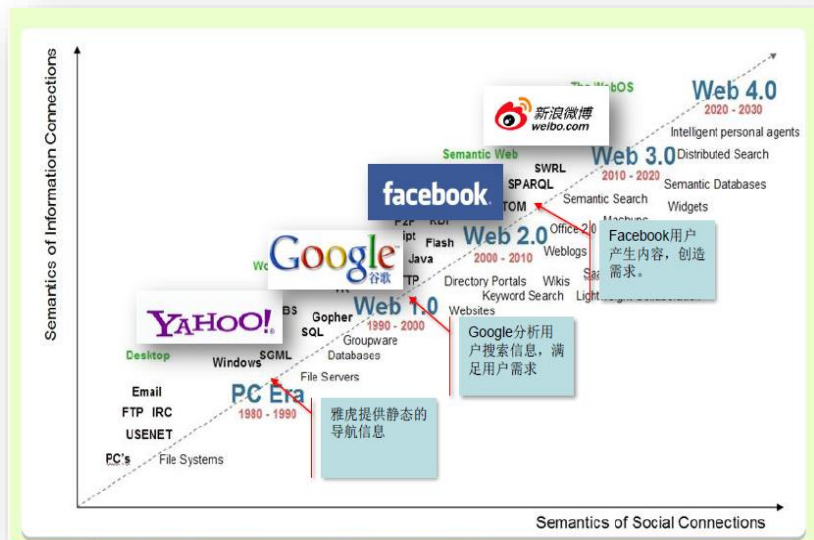 Semantics of Information Connections
The WebOS
Web 4.0
2020 - 2030
新浪微博
weibo.com
Intelligent personal agents
Semantic Web
Web 3.0
2010 - 2020
Distributed Search
SWRL
SPARQL
Semantic Databases
facebook
Semantic Search
Widgets
Office 2.0
Flash
Web 2.0
2000 - 2010
Weblogs
Facebook用户
产生内容，创造
需求。
Google
谷歌
Java
Directory Portals
Wikis
Keyword Search
Web 1.0
1990 - 2000
Websites
YAHOO!
Gopher
SQL
Groupware
Databases
Google分析用
户搜索信息，满
足用户需求
Desktop
Windows
SGML
File Servers
Email
PC Era
1980 - 1990
FTP IRC
雅虎提供静态的
导航信息
USENET
PC's
File Systems
Semantics of Social Connections